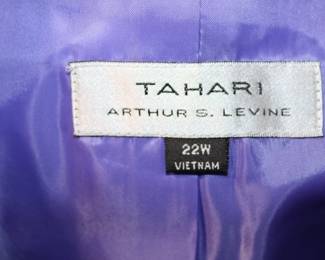 TAHARI
ARTHUR S. LEVINE
22W
VIETNAM